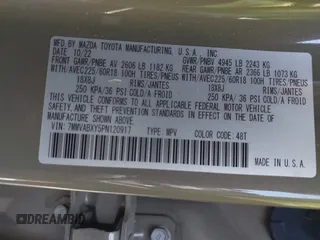 MFD. BY MAZDA TOYOTA MANUFACTURING, U.S.A., INC.
10/22 GVWR/PNBV 4945 LB 2243 KG
FRONT GAWR/PNBE AV 2606 LB 1182 KG REAR GAWR/PNBE AR 2366 LB 1073 KG
WITH/AVEC225/60R18 100H TIRES/PNEUS WITH/AVEC225/60R18 100H TIRES/PNEUS
18X8J RIMS/JANTES 18X8J RIMS/JANTES
250 KPA/36 PSI COLD/A FROID 250 KPA/36 PSI COLD/A FROID
THIS VEHICLE CONFORMS TO ALL APPLICABLE FEDERAL MOTOR VEHICLE
SAFETY AND THEFT PREVENTION STANDARDS IN EFFECT ON THE DATE OF
MANUFACTURE SHOWN ABOVE.
VIN: 7MMVABXY5PN120917 TYPE: MPV COLOR CODE: 48T
DREAMBID